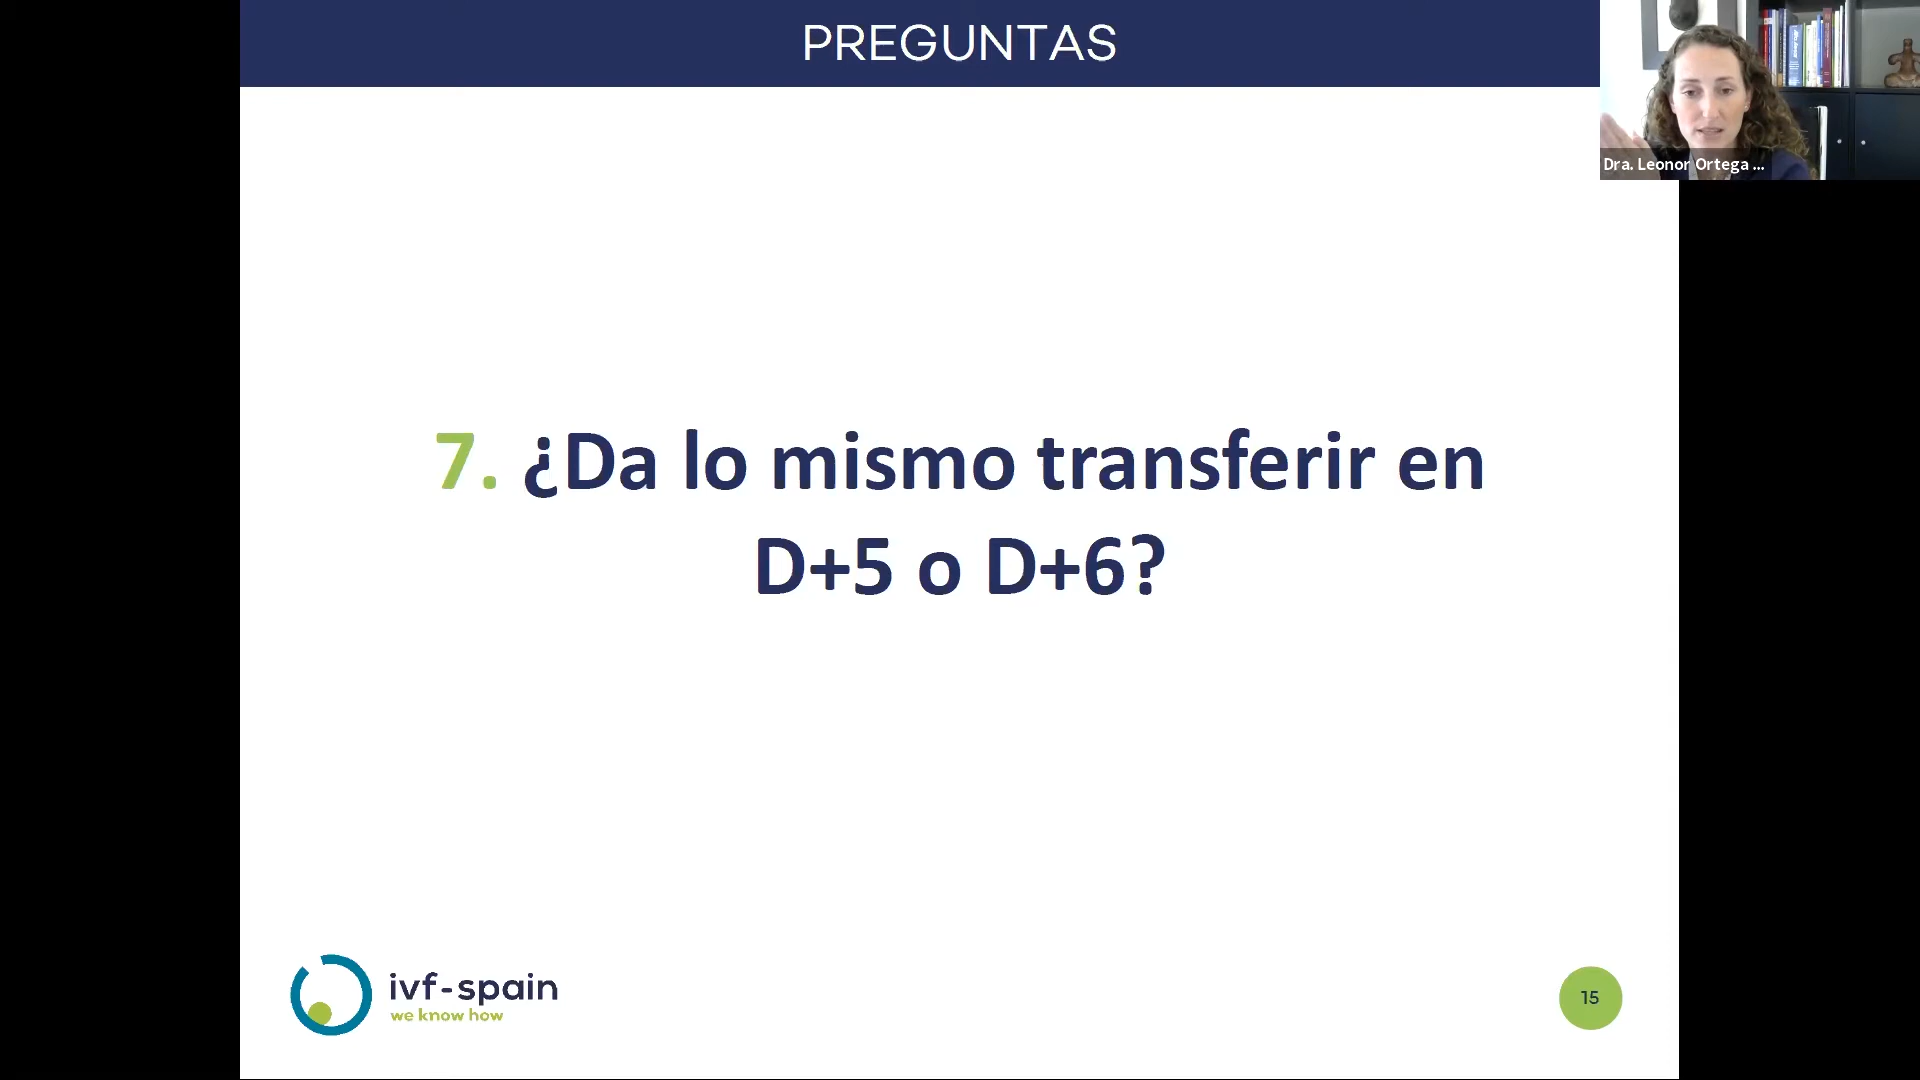 PREGUNTAS
Dra. Leonor Ortega ...
7. ¿Da lo mismo transferir en
D+5 o D+6?
ivf-spain
we know how
15